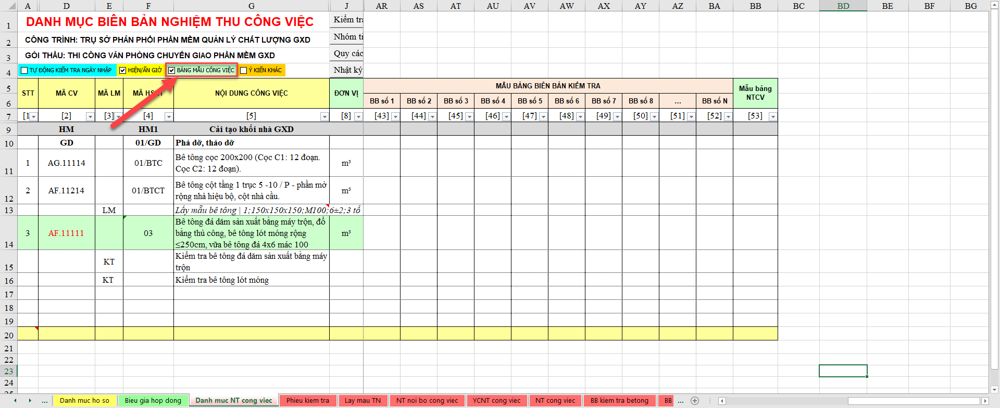 A D E F G J AR AS AT AU AV AW AX AY AZ BA BB BC BD BE BF BG
1 DANH MỤC BIÊN BẢN NGHIỆM THU CÔNG VIỆC Kiểm tra
2 CÔNG TRÌNH: TRỤ SỞ PHÂN PHỐI PHẦN MỀM QUẢN LÝ CHẤT LƯỢNG GXD Nhóm
3 GÓI THẦU: THI CÔNG VĂN PHÒNG CHUYỂN GIAO PHẦN MỀM GXD Quy các
4 TỰ ĐỘNG KIỂM TRA NGÀY NHẬP HIỆN/ẨN GIỜ BẢNG MẪU CÔNG VIỆC Ý KIẾN KHÁC Nhật ký
5 STT MÃ CV MÃ LM MÃ NỘI DUNG CÔNG VIỆC ĐƠN VỊ MẪU BẢNG BIÊN BẢN KIỂM TRA Mẫu bảng NTCV
6 BB số 1 BB số 2 BB số 3 BB số 4 BB số 5 BB số 6 BB số 7 BB số 8 ... BB số N
7 [1 [2] [3] [4] [5] [8] [43] [44] [45] [46] [47] [48] [49] [50] [51] [52] [53]
9 HM HM1 Cải tạo khối nhà GXD
10 GD 01/GD Phá dỡ, tháo dỡ
11 1 AG.11114 01/BTC Bê tông cọc 200x200 (Cọc C1: 12 đoạn.
Cọc C2: 12 đoạn). m³
12 2 AF.11214 01/BTCT Bê tông cột tầng 1 trục 5 -10 / P - phần mở
rộng nhà hiệu bộ, cột nhà cầu. m³
13 LM Lấy mẫu bê tông | 1;150x150x150;M100;6±2;3 tổ
14 3 AF.11111 03 Bê tông đá dăm sản xuất bằng máy trộn, đổ
bằng thủ công, bê tông lót móng rộng
≤250cm, vữa bê tông đá 4x6 mác 100 m³
15 KT Kiểm tra bê tông đá dăm sản xuất bằng máy
trộn
16 KT Kiểm tra bê tông lót móng
17
18
19
20
21
22
23
24
... Danh muc ho so Bieu gia hop dong Danh muc NT cong viec Phieu kiem tra Lay mau TN NT noi bo cong viec YCNT cong viec NT cong viec BB kiem tra betong BB ...